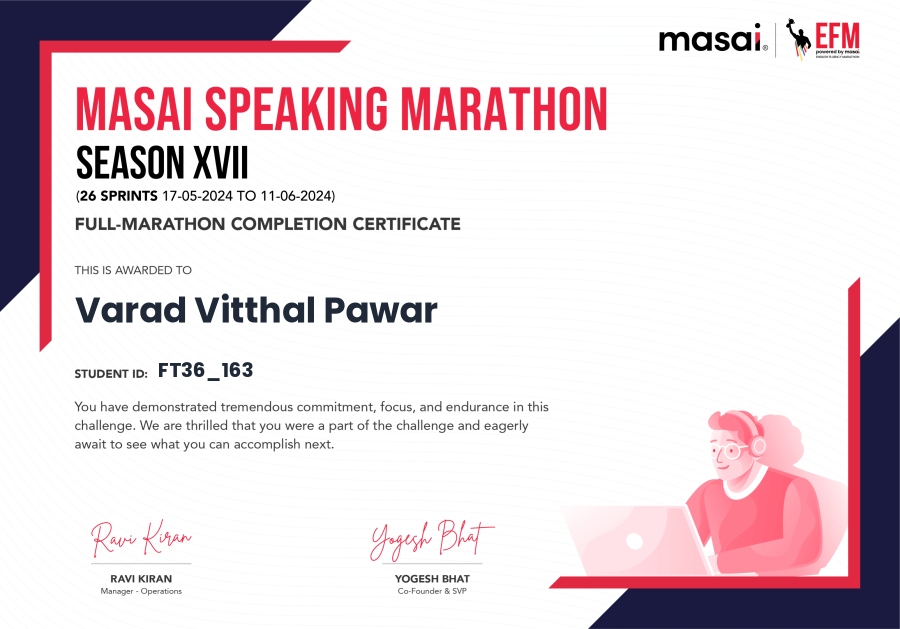 masai®
EFM
powered by masai
ENGLISH FLUENCY MARATHON
MASAI SPEAKING MARATHON
SEASON XVII
(26 SPRINTS 17-05-2024 TO 11-06-2024)
FULL-MARATHON COMPLETION CERTIFICATE
THIS IS AWARDED TO
Varad Vitthal Pawar
STUDENT ID: FT36_163
You have demonstrated tremendous commitment, focus, and endurance in this
challenge. We are thrilled that you were a part of the challenge and eagerly
await to see what you can accomplish next.
Ravi Kiran
Yogesh Bhat
RAVI KIRAN
YOGESH BHAT
Manager - Operations
Co-Founder & SVP